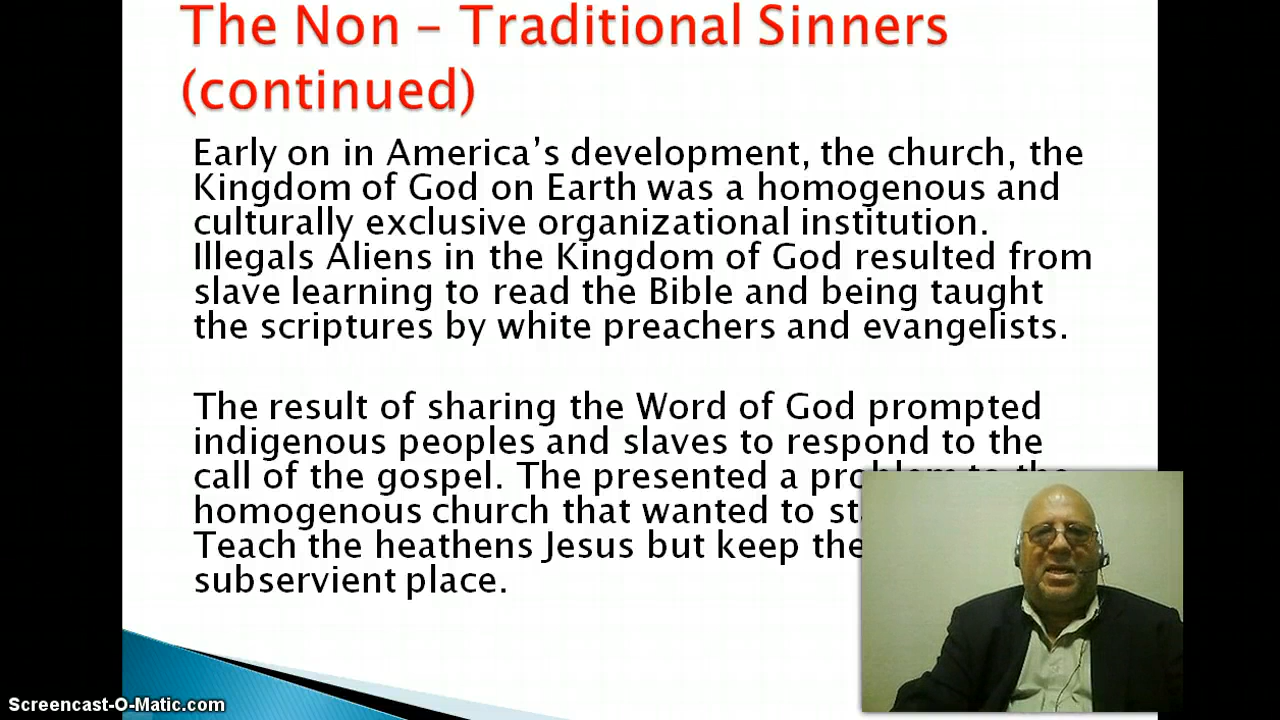 The Non – Traditional Sinners
(continued)
Early on in America’s development, the church, the
Kingdom of God on Earth was a homogenous and
culturally exclusive organizational institution.
Illegals Aliens in the Kingdom of God resulted from
slave learning to read the Bible and being taught
the scriptures by white preachers and evangelists.
The result of sharing the Word of God prompted
indigenous peoples and slaves to respond to the
call of the gospel. The presented a problem to the
homogenous church that wanted to
Teach the heathens Jesus but keep
subservient place.
Screencast-O-Matic.com